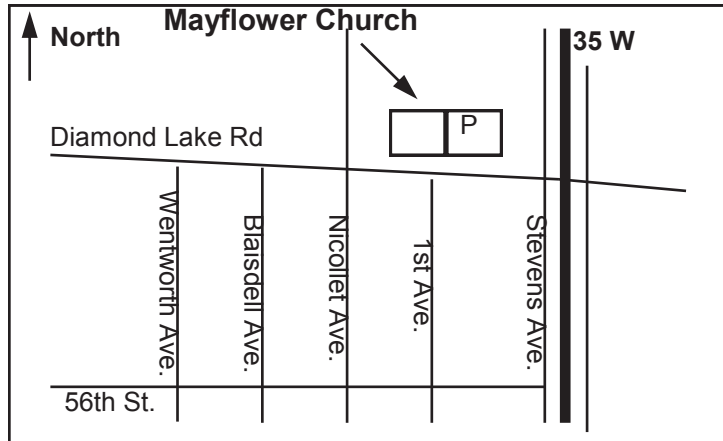 Mayflower Church
North
35 W
P
Diamond Lake Rd
Wentworth Ave.
Blaisdell Ave.
Nicollet Ave.
1st Ave.
Stevens Ave.
56th St.